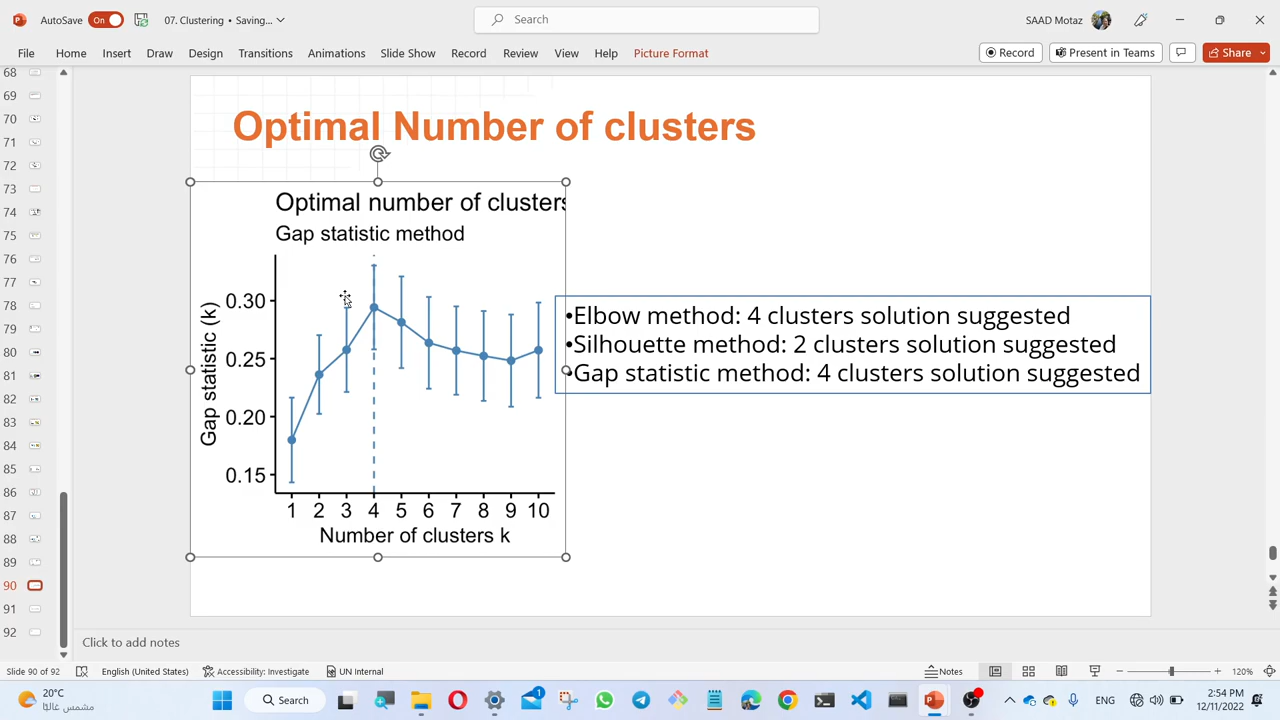 AutoSave On 07. Clustering • Saving... Search SAAD Motaz
File Home Insert Draw Design Transitions Animations Slide Show Record Review View Help Picture Format Record Present in Teams Share
68
69
70
71
72
73
74
75
76
77
78
79
80
81
82
83
84
85
86
87
88
89
90
91
92
Optimal Number of clusters
Optimal number of clusters
Gap statistic method
Gap statistic (k)
0.30
0.25
0.20
0.15
1 2 3 4 5 6 7 8 9 10
Number of clusters k
•Elbow method: 4 clusters solution suggested
•Silhouette method: 2 clusters solution suggested
•Gap statistic method: 4 clusters solution suggested
Click to add notes
Slide 90 of 92 English (United States) Accessibility: Investigate UN Internal Notes 120%
20°C
مشمس غالبًا
Search
1
ENG
2:54 PM
12/11/2022